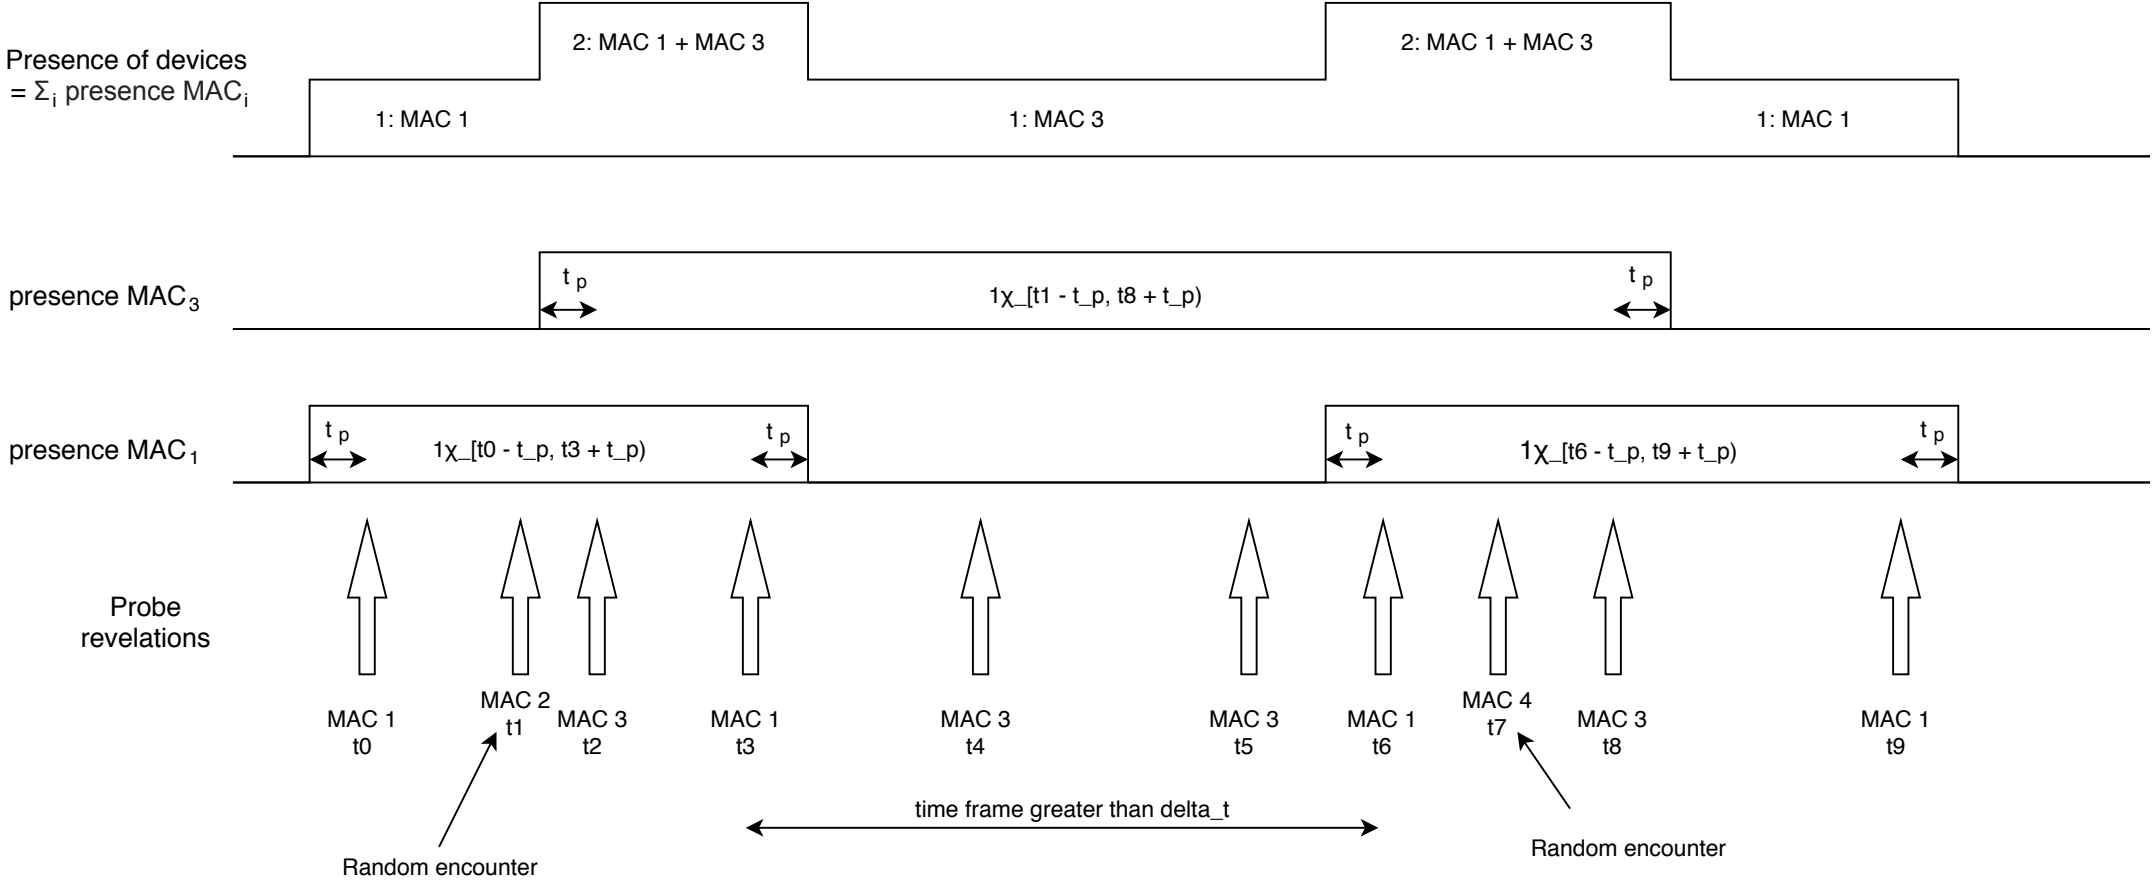 Presence of devices
= Σi presence MACi
2: MAC 1 + MAC 3
2: MAC 1 + MAC 3
1: MAC 1
1: MAC 3
1: MAC 1
presence MAC3
t p
1χ_[t1 - t_p, t8 + t_p)
t p
presence MAC1
t p
1χ_[t0 - t_p, t3 + t_p)
t p
t p
1χ_[t6 - t_p, t9 + t_p)
t p
Probe
revelations
MAC 1
t0
MAC 2
t1
MAC 3
t2
MAC 1
t3
MAC 3
t4
MAC 3
t5
MAC 1
t6
MAC 4
t7
MAC 3
t8
MAC 1
t9
time frame greater than delta_t
Random encounter
Random encounter